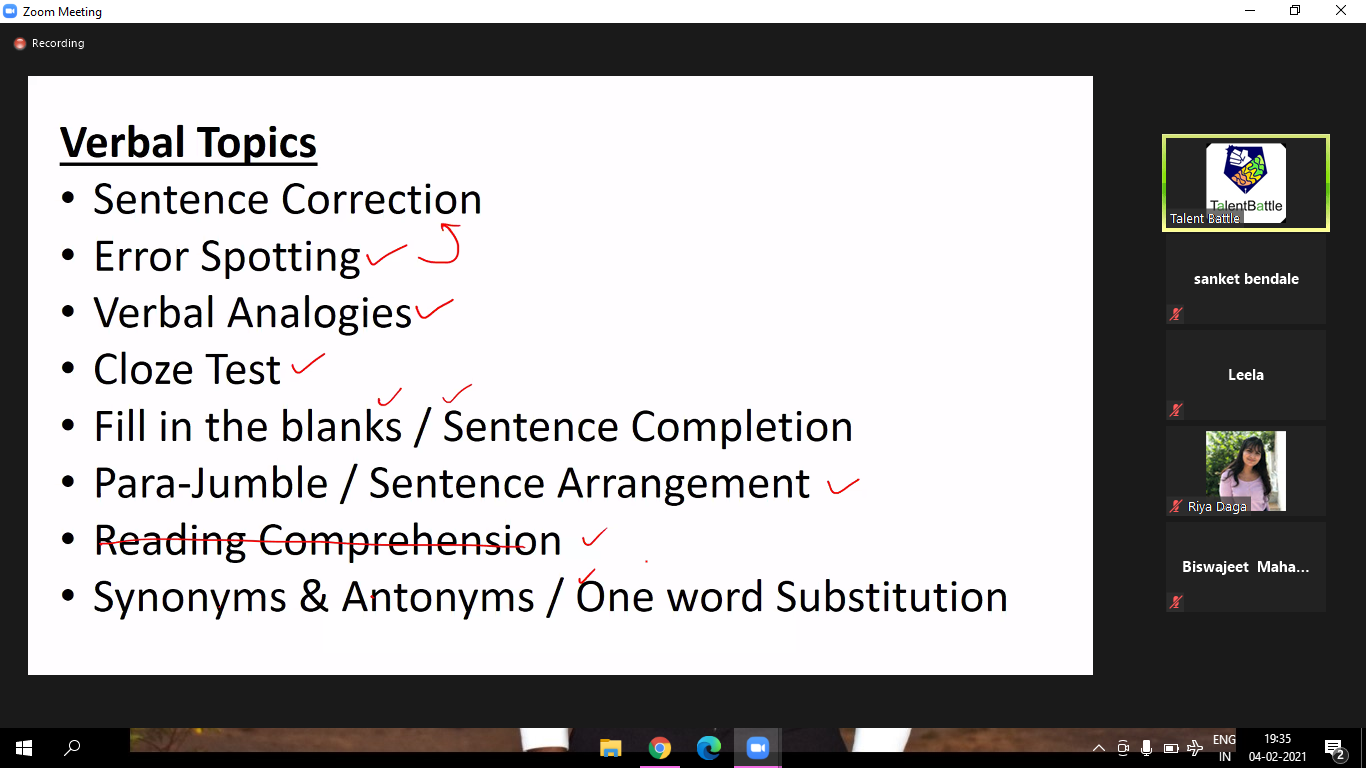 Zoom Meeting
Recording
Verbal Topics
• Sentence Correction
• Error Spotting
• Verbal Analogies
• Cloze Test
• Fill in the blanks / Sentence Completion
• Para-Jumble / Sentence Arrangement
• Reading Comprehension
• Synonyms & Antonyms / One word Substitution
TalentBattle
Talent Battle
sanket bendale
Leela
Riya Daga
Biswajeet Maha...
ENG
IN
19:35
04-02-2021
2